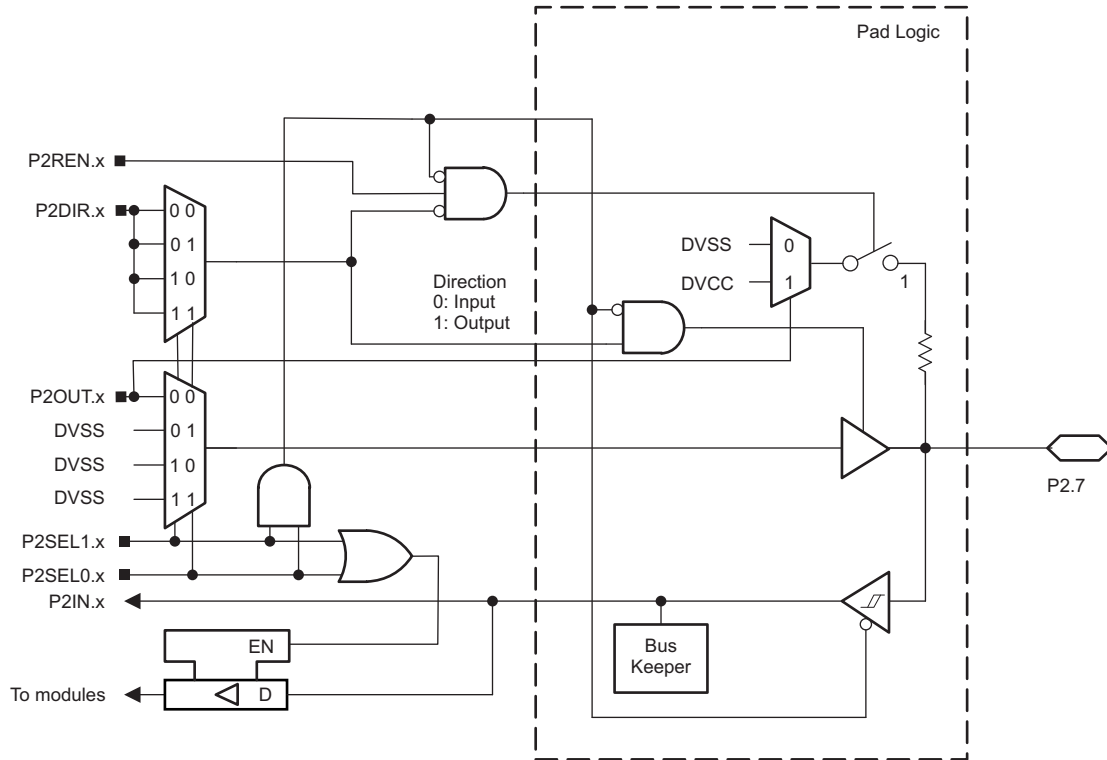 Pad Logic
P2REN.x
P2DIR.x
0 0
0 1
1 0
1 1
Direction
0: Input
1: Output
DVSS
0
DVCC
1
1
P2OUT.x
0 0
DVSS
0 1
DVSS
1 0
DVSS
1 1
P2.7
P2SEL1.x
P2SEL0.x
P2IN.x
EN
Bus
Keeper
To modules
D